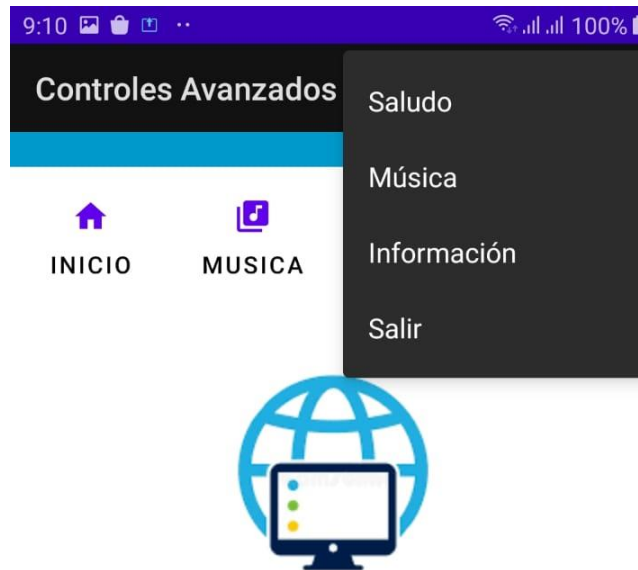 9:10 100%
Controles Avanzados
Saludo
Música
Información
Salir
INICIO MUSICA